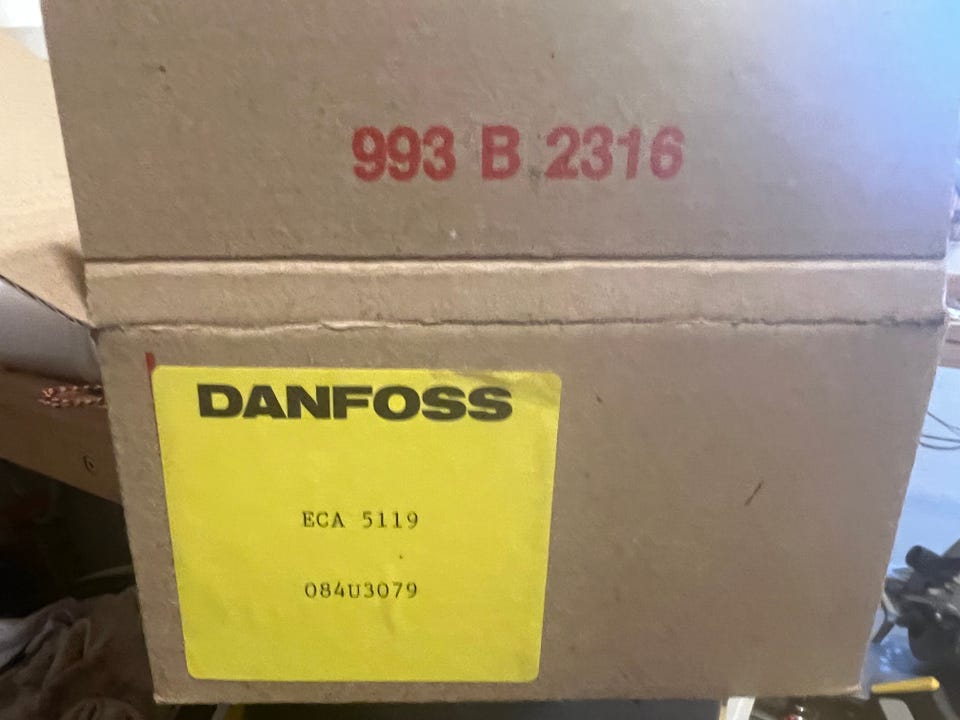 993 B 2316
DANFOSS
ECA 5119
084U3079